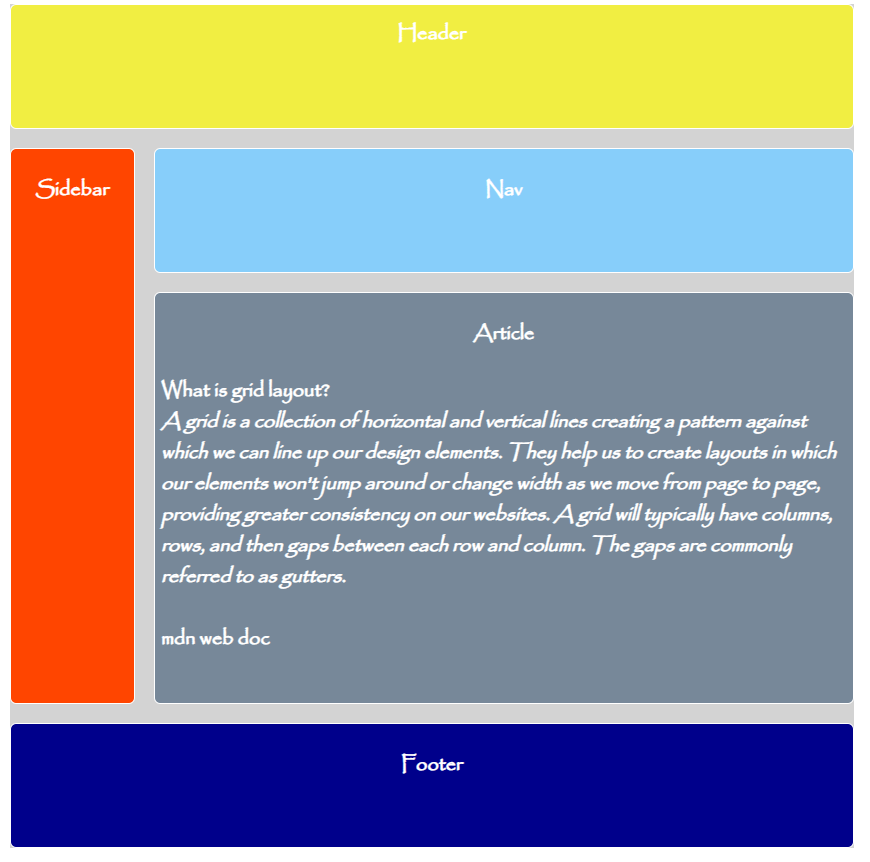 Header
Sidebar
Nav
Article
What is grid layout?
A grid is a collection of horizontal and vertical lines creating a pattern against
which we can line up our design elements. They help us to create layouts in which
our elements won't jump around or change width as we move from page to page,
providing greater consistency on our websites. A grid will typically have columns,
rows, and then gaps between each row and column. The gaps are commonly
referred to as gutters.
mdn web doc
Footer